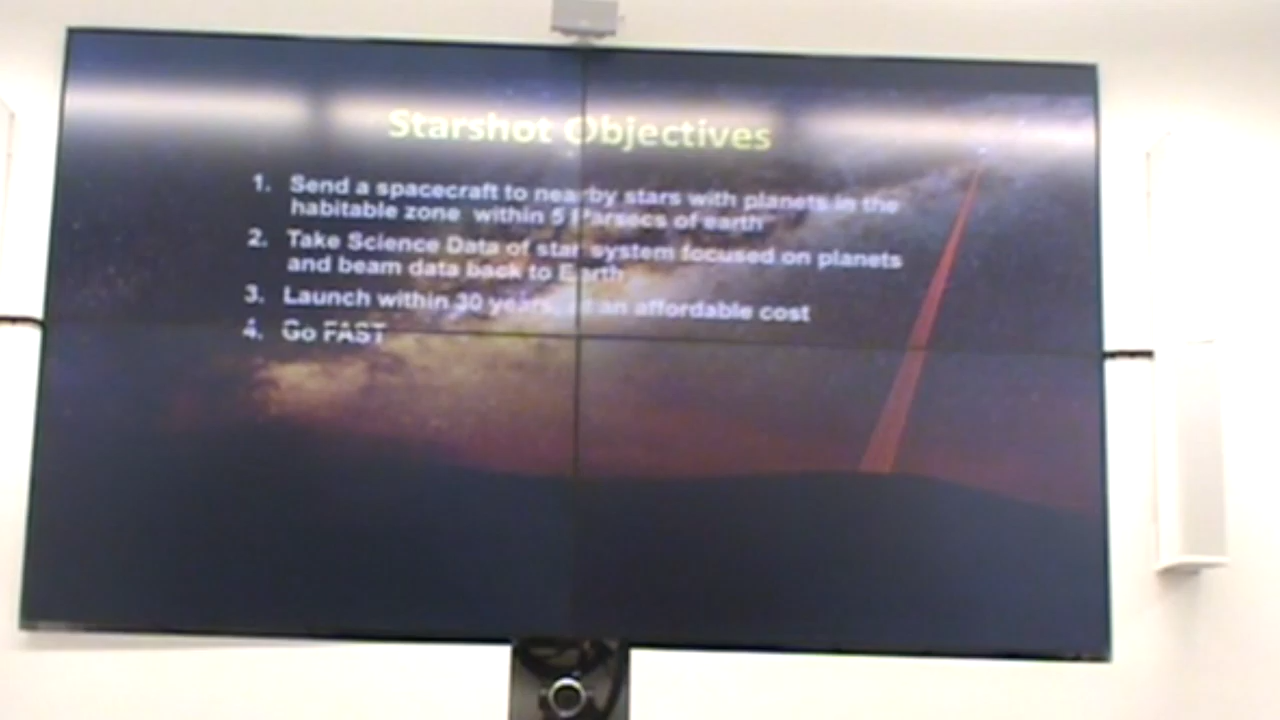 Starshot Objectives
1. Send a spacecraft to nearby stars with planets in the
habitable zone within 5 Parsecs of earth
2. Take Science Data of star system focused on planets
and beam data back to Earth
3. Launch within 30 years, at an affordable cost
4. Go FAST